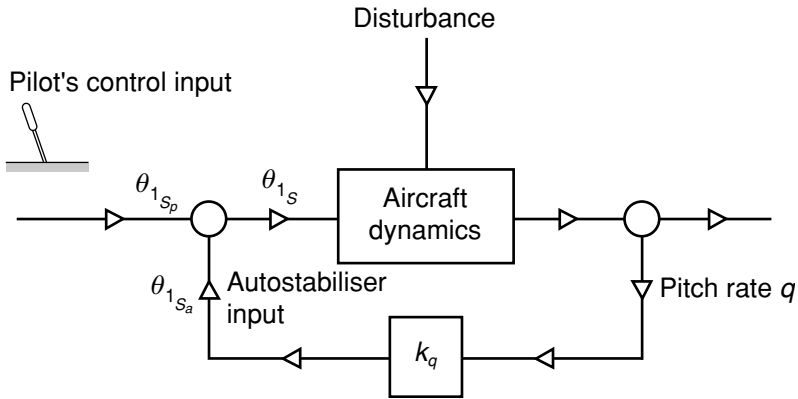 Disturbance
Pilot's control input
θ1Sp
θ1S
Aircraft
dynamics
θ1Sa
Autostabiliser
input
Pitch rate q
kq